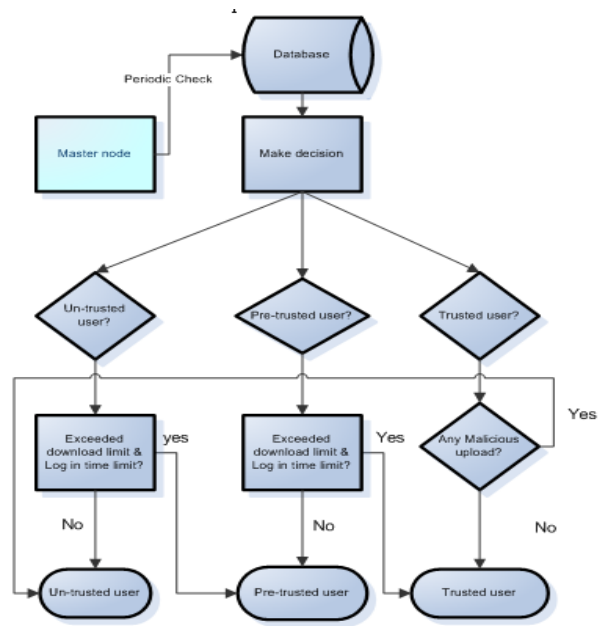 Database
Periodic Check
Master node
Make decision
Un-trusted
user?
Pre-trusted user?
Trusted user?
Exceeded
download limit &
Log in time limit?
yes
Exceeded
download limit &
Log in time limit?
Yes
Any Malicious
upload?
Yes
No
No
No
Un-trusted user
Pre-trusted user
Trusted user